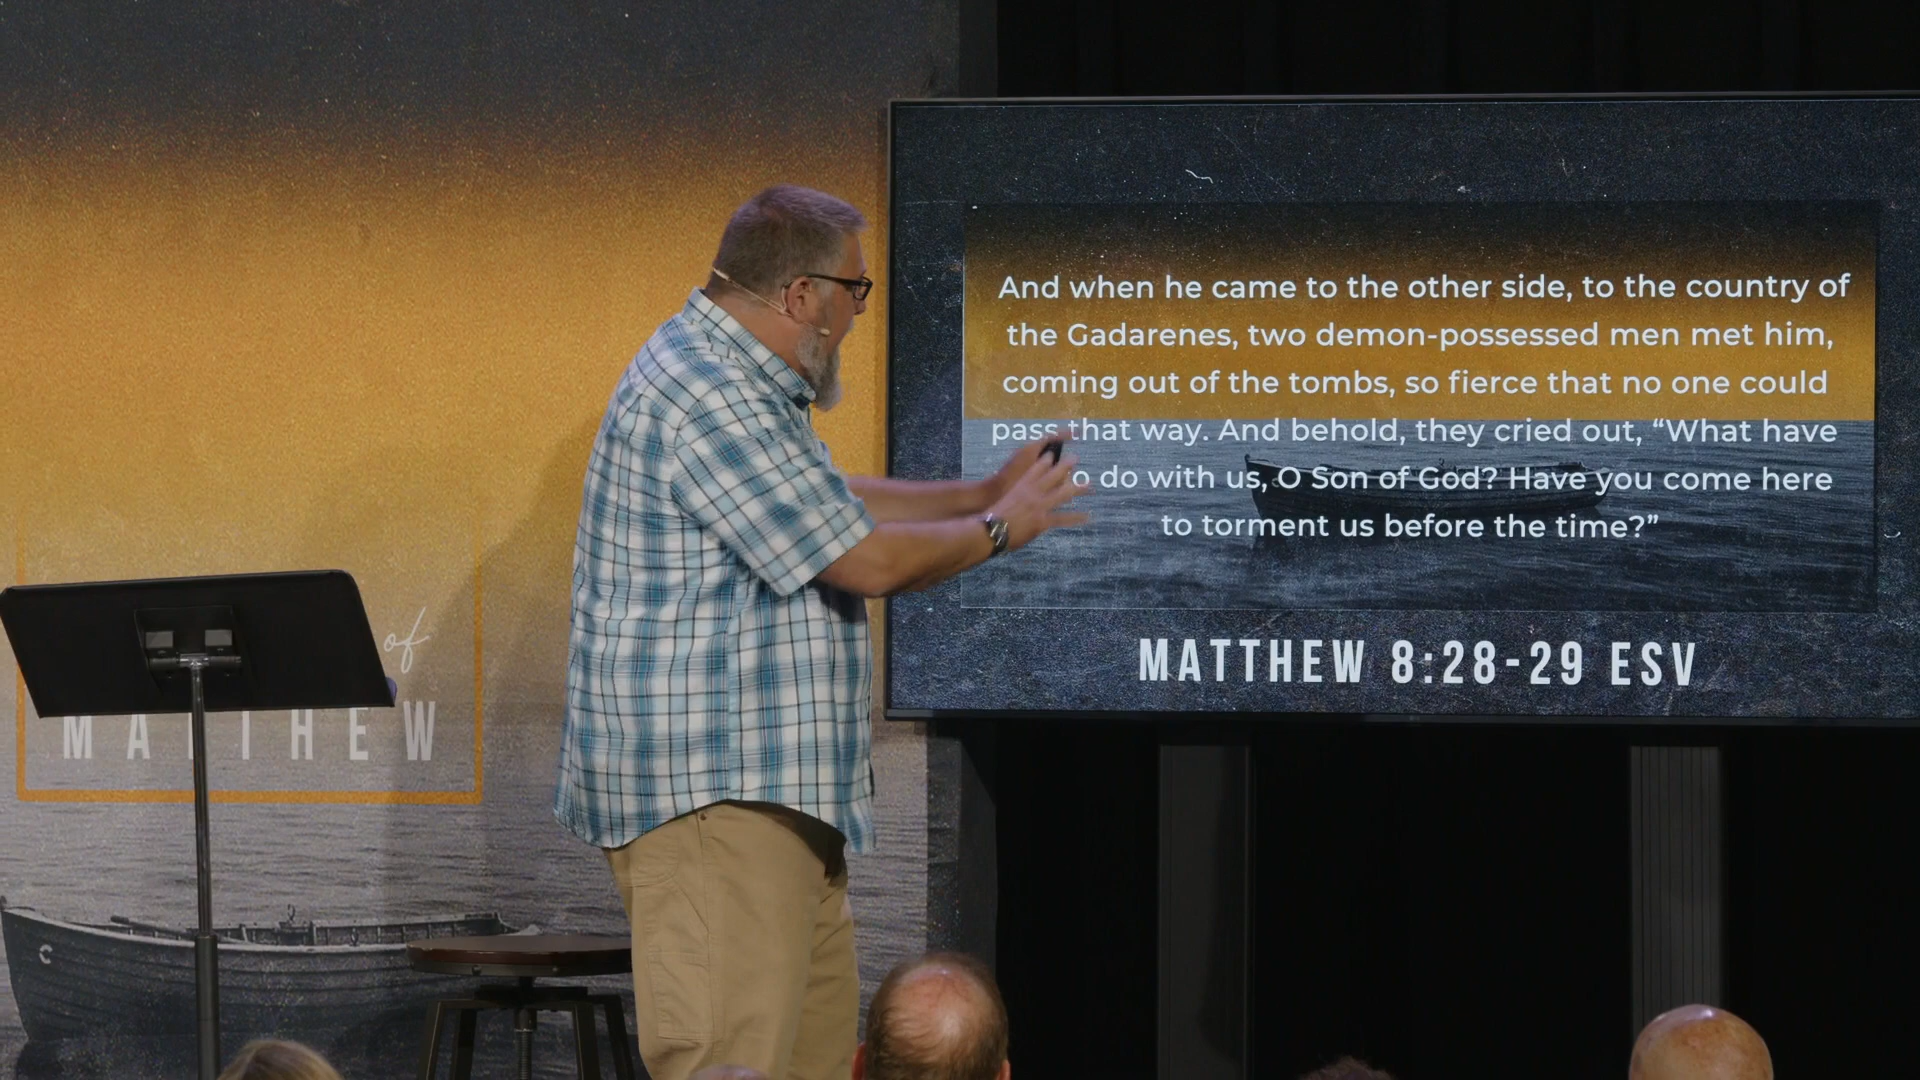 And when he came to the other side, to the country of
the Gadarenes, two demon-possessed men met him,
coming out of the tombs, so fierce that no one could
pass that way. And behold, they cried out, “What have
do with us, O Son of God? Have you come here
to torment us before the time?”
MATTHEW 8:28-29 ESV
of
MATTHEW
C